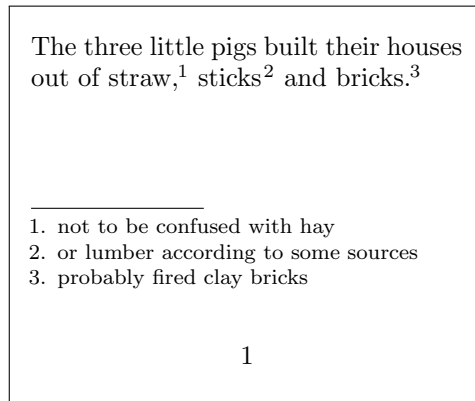 The three little pigs built their houses
out of straw,¹ sticks² and bricks.³
1. not to be confused with hay
2. or lumber according to some sources
3. probably fired clay bricks
1